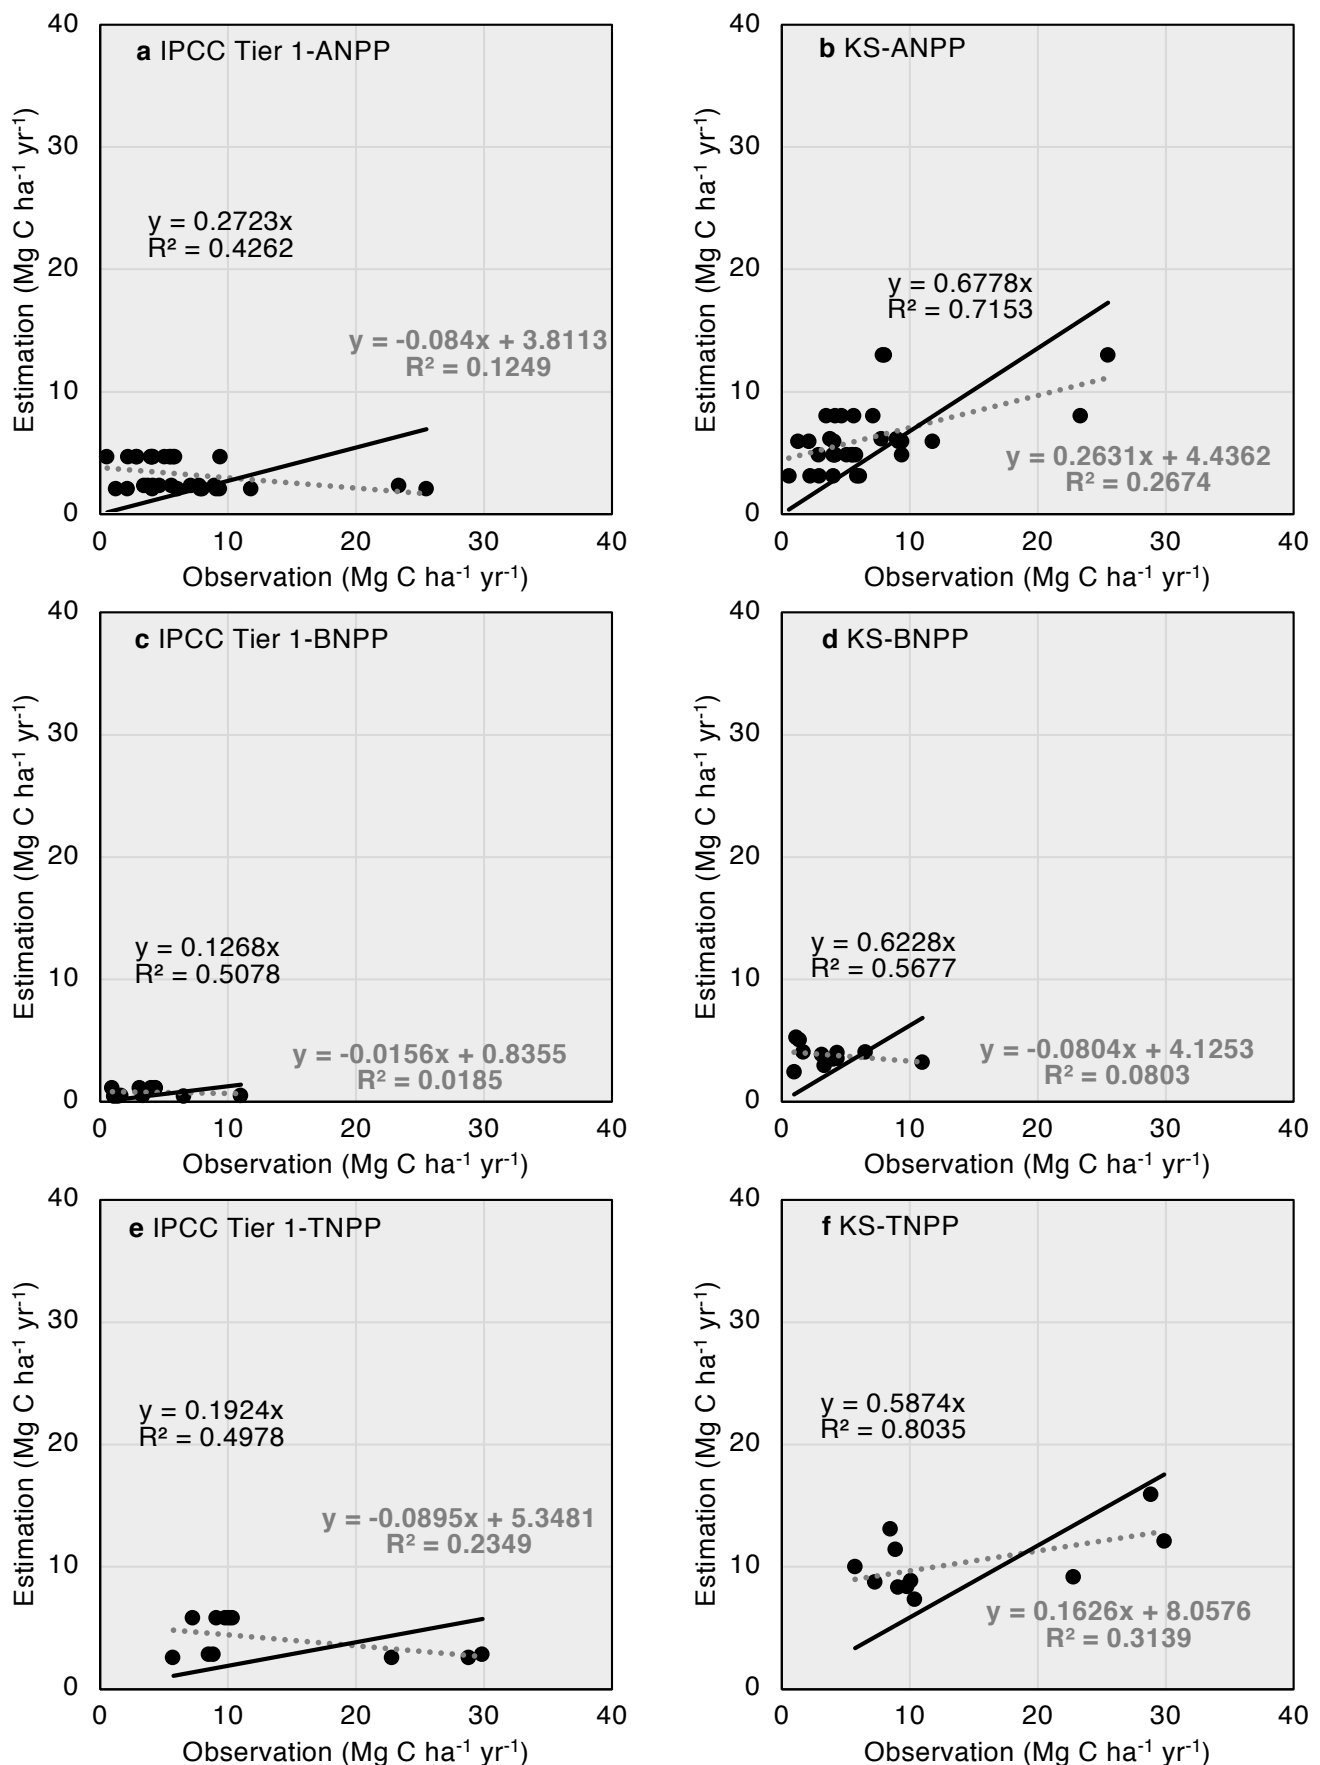 a IPCC Tier 1-ANPP
40
30
20
10
0
Estimation (Mg C ha⁻¹ yr⁻¹)
y = 0.2723x
R² = 0.4262
y = -0.084x + 3.8113
R² = 0.1249
0 10 20 30 40
Observation (Mg C ha⁻¹ yr⁻¹)
b KS-ANPP
40
30
20
10
0
Estimation (Mg C ha⁻¹ yr⁻¹)
y = 0.6778x
R² = 0.7153
y = 0.2631x + 4.4362
R² = 0.2674
0 10 20 30 40
Observation (Mg C ha⁻¹ yr⁻¹)
c IPCC Tier 1-BNPP
40
30
20
10
0
Estimation (Mg C ha⁻¹ yr⁻¹)
y = 0.1268x
R² = 0.5078
y = -0.0156x + 0.8355
R² = 0.0185
0 10 20 30 40
Observation (Mg C ha⁻¹ yr⁻¹)
d KS-BNPP
40
30
20
10
0
Estimation (Mg C ha⁻¹ yr⁻¹)
y = 0.6228x
R² = 0.5677
y = -0.0804x + 4.1253
R² = 0.0803
0 10 20 30 40
Observation (Mg C ha⁻¹ yr⁻¹)
e IPCC Tier 1-TNPP
40
30
20
10
0
Estimation (Mg C ha⁻¹ yr⁻¹)
y = 0.1924x
R² = 0.4978
y = -0.0895x + 5.3481
R² = 0.2349
0 10 20 30 40
Observation (Mg C ha⁻¹ yr⁻¹)
f KS-TNPP
40
30
20
10
0
Estimation (Mg C ha⁻¹ yr⁻¹)
y = 0.5874x
R² = 0.8035
y = 0.1626x + 8.0576
R² = 0.3139
0 10 20 30 40
Observation (Mg C ha⁻¹ yr⁻¹)